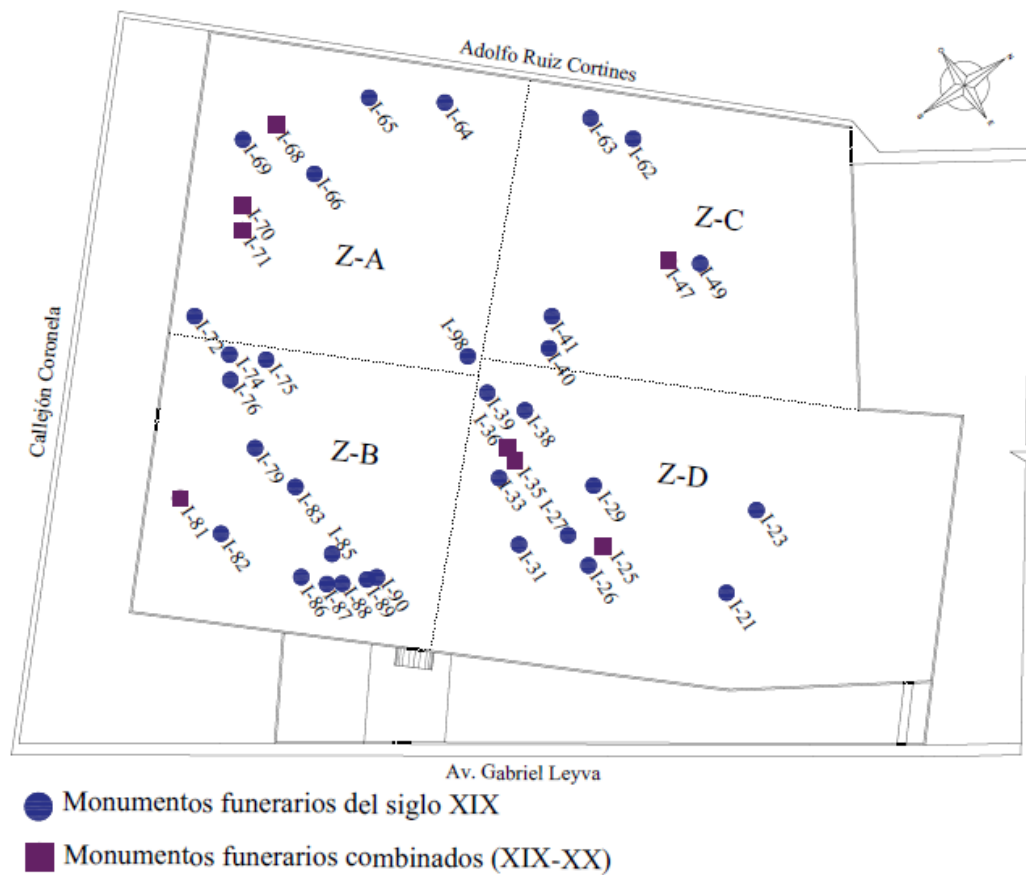 Adolfo Ruiz Cortines
I-65
I-64
I-63
I-62
I-68
I-69
I-66
Z-C
I-70
I-71
Z-A
I-47
I-49
Callejón Coronela
I-72
I-98
I-41
I-40
I-74
I-75
I-76
I-39
I-38
I-36
Z-B
I-35
Z-D
I-79
I-33
I-83
I-29
I-27
I-23
I-81
I-82
I-85
I-31
I-25
I-26
I-21
I-86
I-87
I-88
I-89
I-90
Av. Gabriel Leyva
Monumentos funerarios del siglo XIX
Monumentos funerarios combinados (XIX-XX)